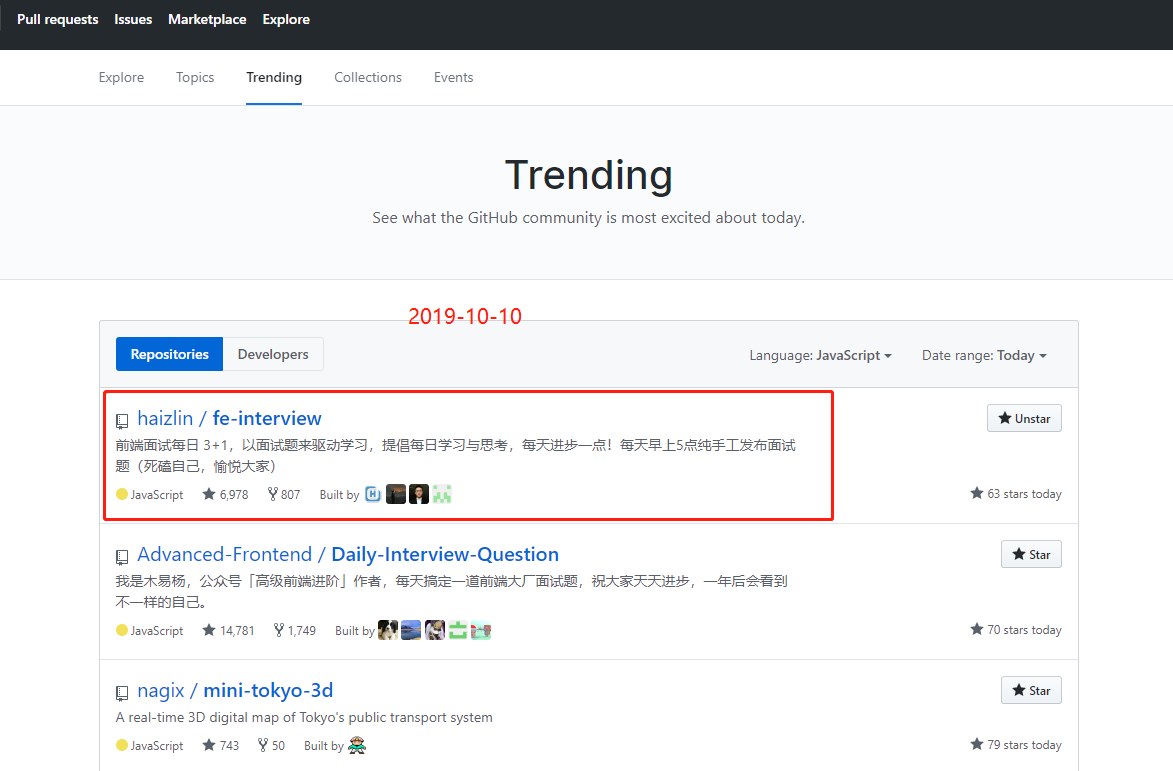 Pull requests Issues Marketplace Explore
Explore Topics Trending Collections Events
Trending
See what the GitHub community is most excited about today.
2019-10-10
Repositories Developers Language: JavaScript Date range: Today
haizlin / fe-interview Unstar
前端面试每日 3+1，以面试题来驱动学习，提倡每日学习与思考，每天进步一点！每天早上5点纯手工发布面试
题（死磕自己，愉悦大家）
JavaScript 6,978 807 Built by 63 stars today
Advanced-Frontend / Daily-Interview-Question Star
我是木易杨，公众号「高级前端进阶」作者，每天搞定一道前端大厂面试题，祝大家天天进步，一年后会看到
不一样的自己。
JavaScript 14,781 1,749 Built by 70 stars today
nagix / mini-tokyo-3d Star
A real-time 3D digital map of Tokyo's public transport system
JavaScript 743 50 Built by 79 stars today